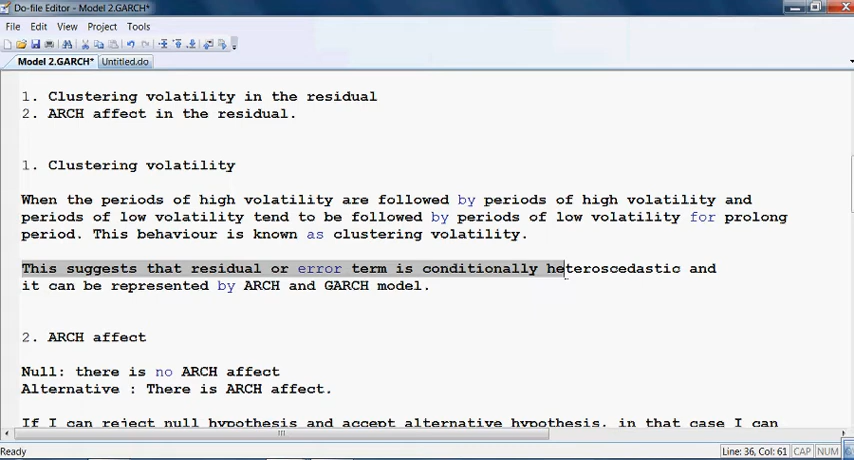 Do-file Editor - Model 2.GARCH*
File Edit View Project Tools
Model 2.GARCH* Untitled.do
1. Clustering volatility in the residual
2. ARCH affect in the residual.
1. Clustering volatility
When the periods of high volatility are followed by periods of high volatility and
periods of low volatility tend to be followed by periods of low volatility for prolong
period. This behaviour is known as clustering volatility.
This suggests that residual or error term is conditionally heteroscedastic and
it can be represented by ARCH and GARCH model.
2. ARCH affect
Null: there is no ARCH affect
Alternative : There is ARCH affect.
If I can reject null hypothesis and accept alternative hypothesis, in that case I can
Ready Line: 36, Col: 61 CAP NUM